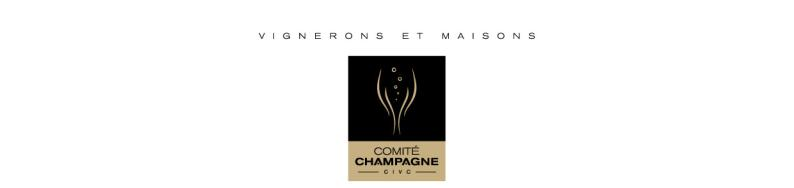 VIGNERONS ET MAISONS
COMITÉ
CHAMPAGNE
CIVC